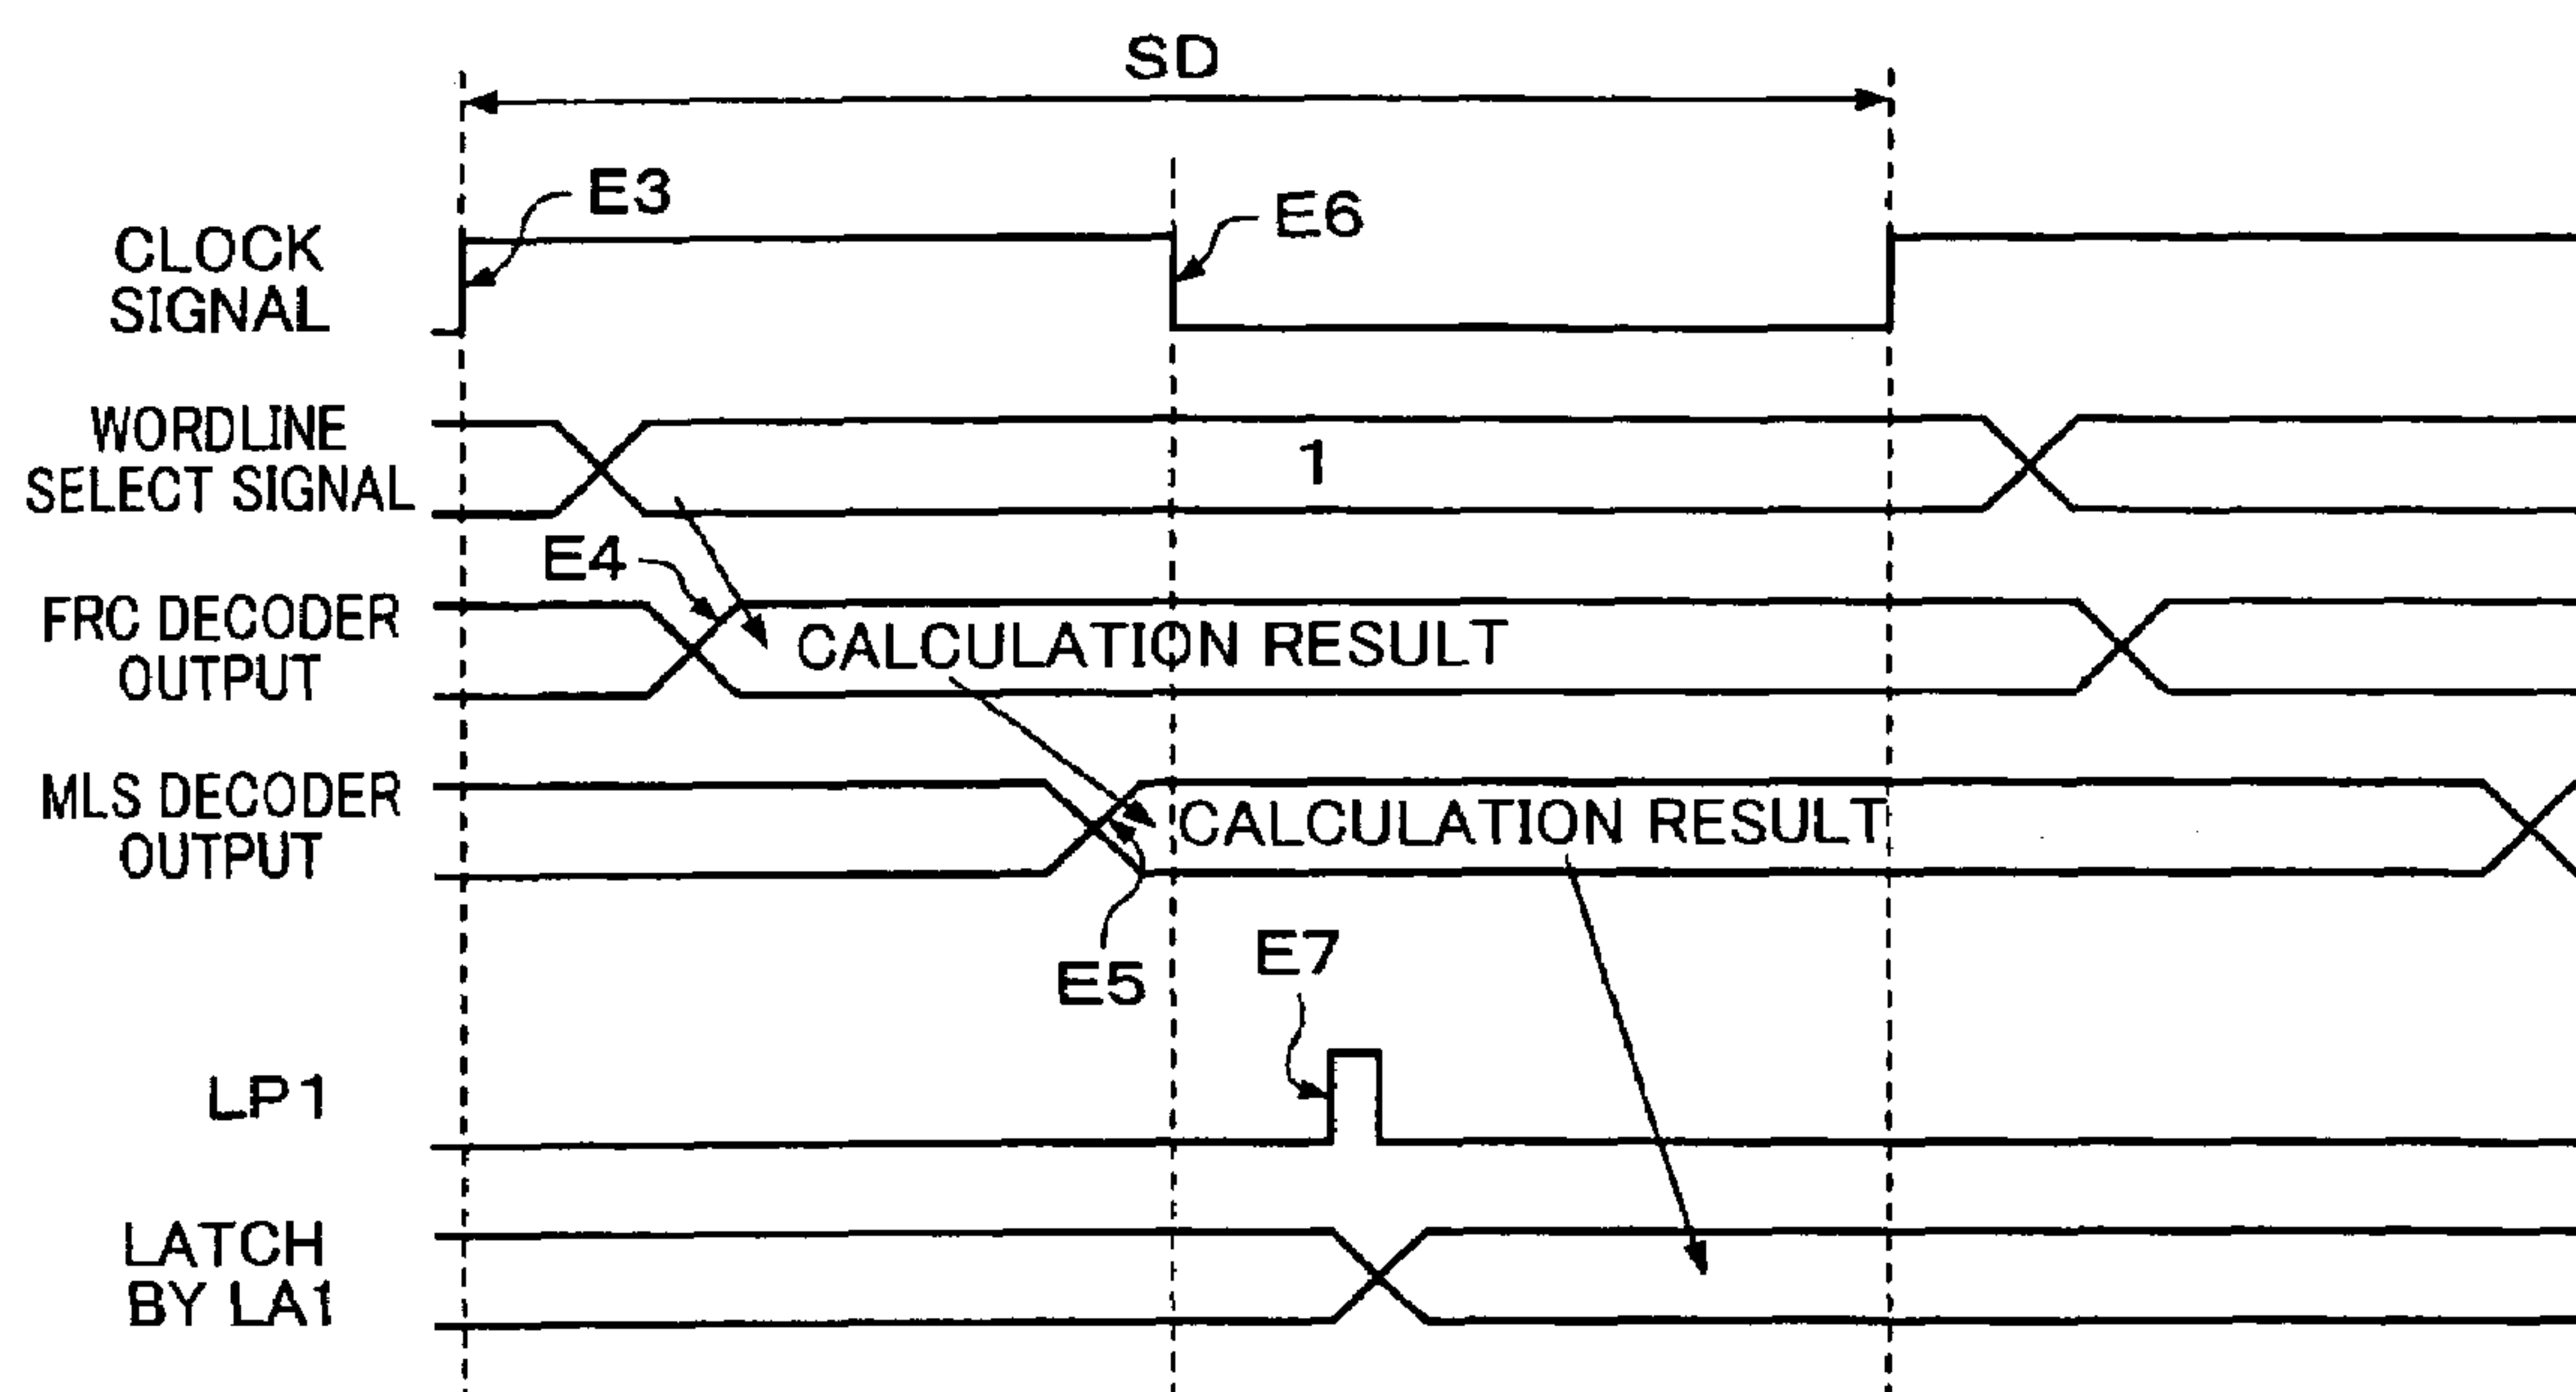 SD
E3
E6
CLOCK
SIGNAL
WORDLINE
SELECT SIGNAL
1
E4
FRC DECODER
OUTPUT
CALCULATION RESULT
MLS DECODER
OUTPUT
CALCULATION RESULT
E5
E7
LP1
LATCH
BY LA1